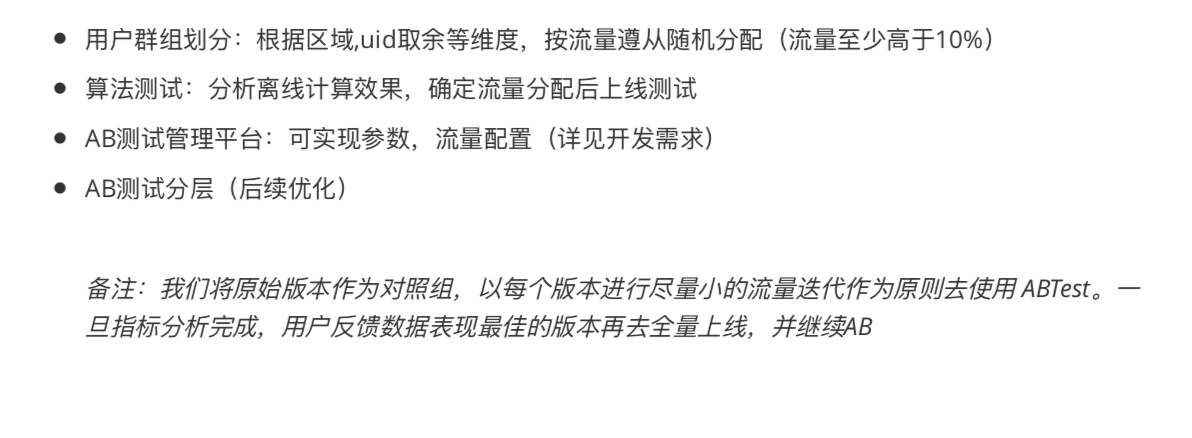 • 用户群组划分：根据区域,uid取余等维度，按流量遵从随机分配（流量至少高于10%）
• 算法测试：分析离线计算效果，确定流量分配后上线测试
• AB测试管理平台：可实现参数，流量配置（详见开发需求）
• AB测试分层（后续优化）
备注：我们将原始版本作为对照组，以每个版本进行尽量小的流量迭代作为原则去使用 ABTest。一
旦指标分析完成，用户反馈数据表现最佳的版本再去全量上线，并继续AB